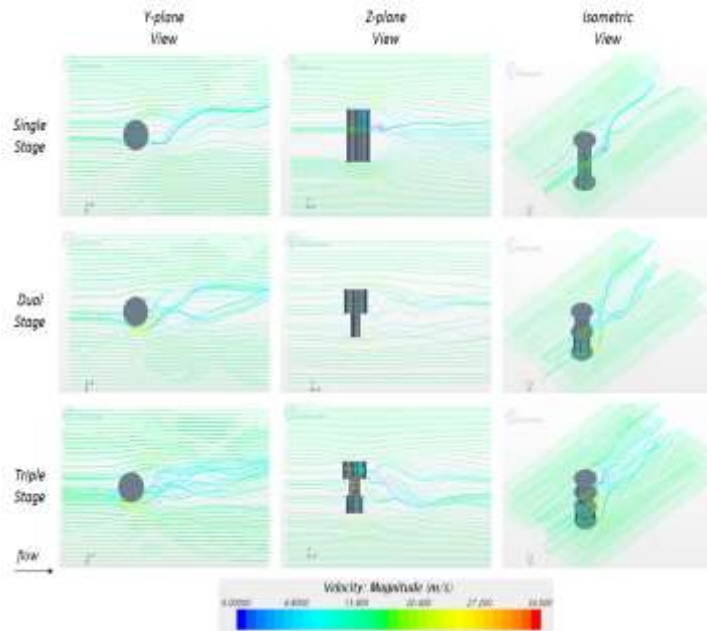 Y-plane
View
Z-plane
View
Isometric
View
Single
Stage
Dual
Stage
Triple
Stage
flow
Velocity: Magnitude (m/s)
0.00000 6.8000 13.600 20.400 27.200 34.000